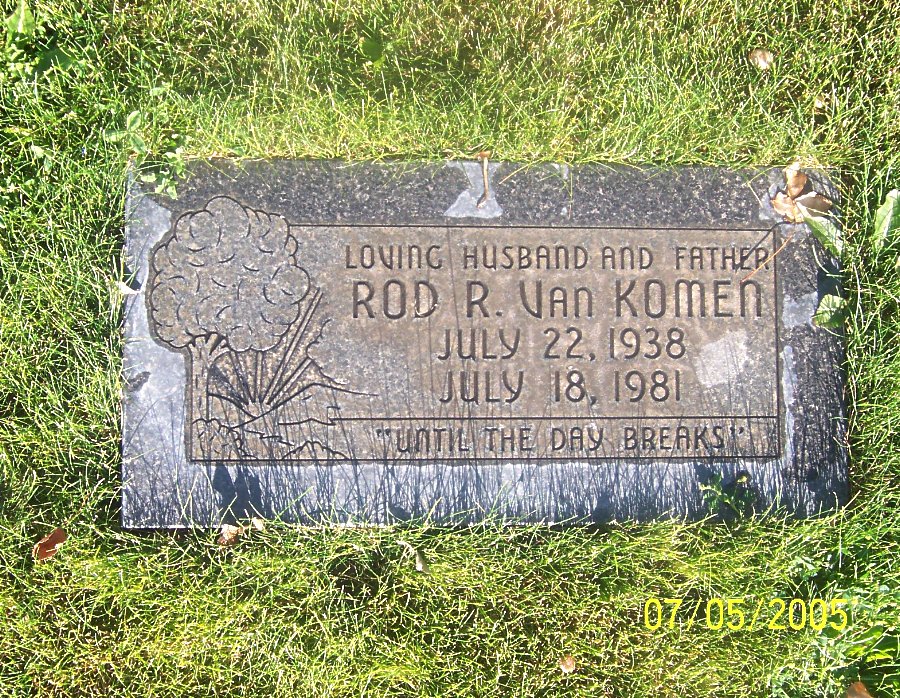 LOVING HUSBAND AND FATHER
ROD R. VAN KOMEN
JULY 22, 1938
JULY 18, 1981
"UNTIL THE DAY BREAKS!"
07/05/2005